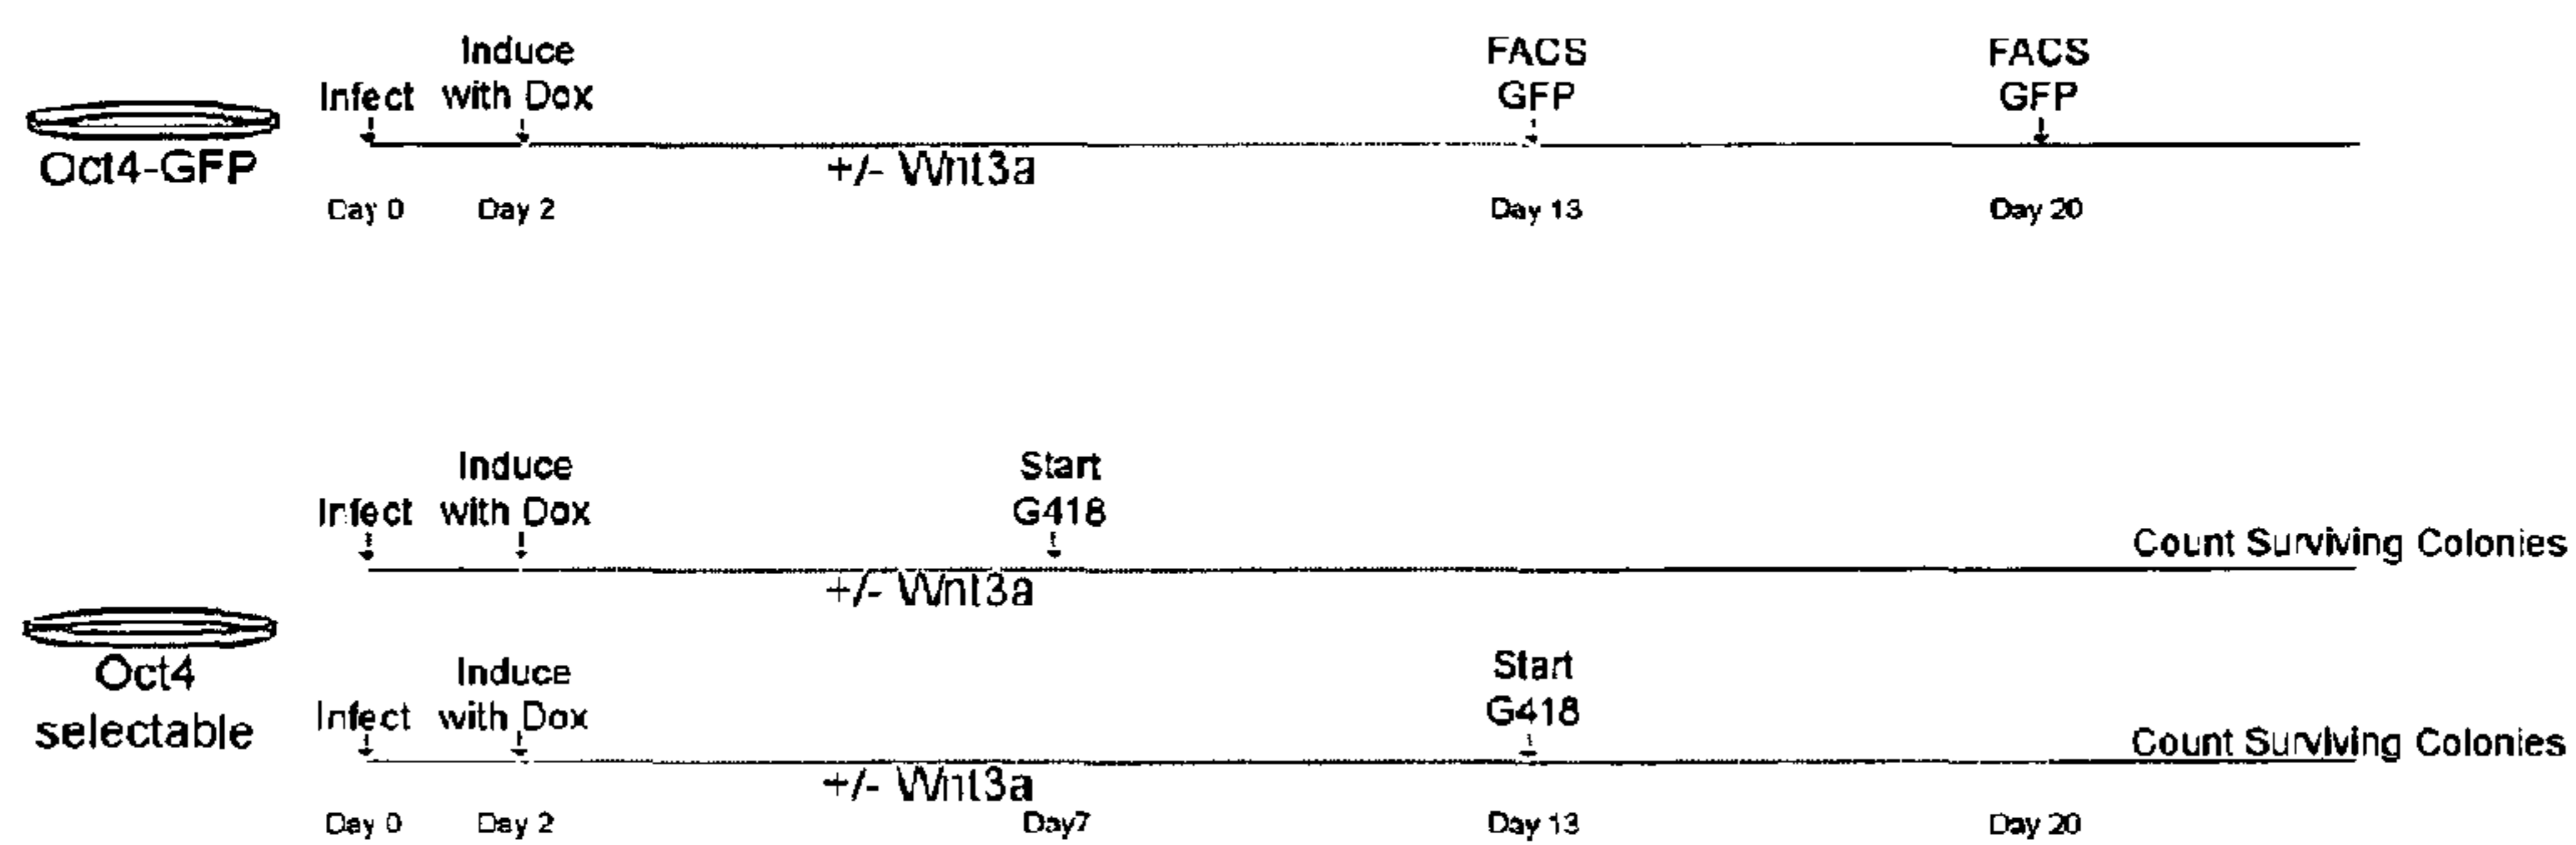 Induce
with Dox
Infect
FACS
GFP
FACS
GFP
Oct4-GFP
+/- Wnt3a
Day 0
Day 2
Day 13
Day 20
Induce
with Dox
Infect
Start
G418
Count Surviving Colonies
+/- Wnt3a
Oct4
selectable
Induce
with Dox
Infect
Start
G418
Count Surviving Colonies
+/- Wnt3a
Day 0
Day 2
Day7
Day 13
Day 20